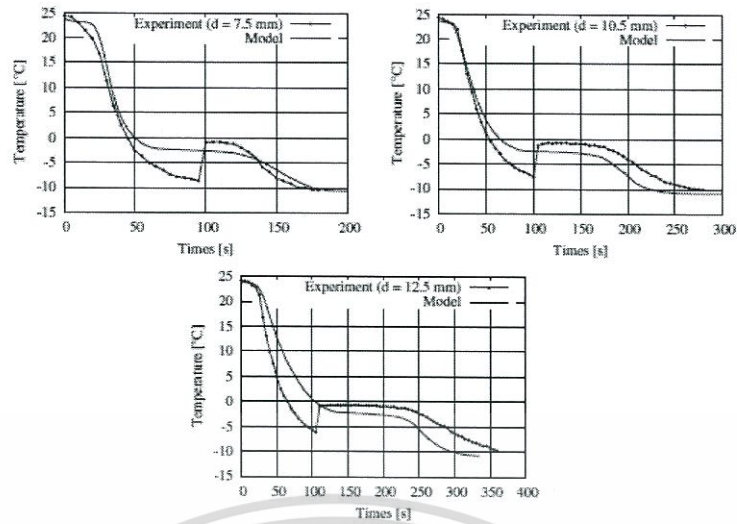 25
20
15
10
5
0
-5
-10
-15
Temperature [°C]
Experiment (d = 7.5 mm)
Model
0 50 100 150 200
Times [s]
25
20
15
10
5
0
-5
-10
-15
Temperature [°C]
Experiment (d = 10.5 mm)
Model
0 50 100 150 200 250 300
Times [s]
25
20
15
10
5
0
-5
-10
-15
Temperature [°C]
Experiment (d = 12.5 mm)
Model
0 50 100 150 200 250 300 350 400
Times [s]